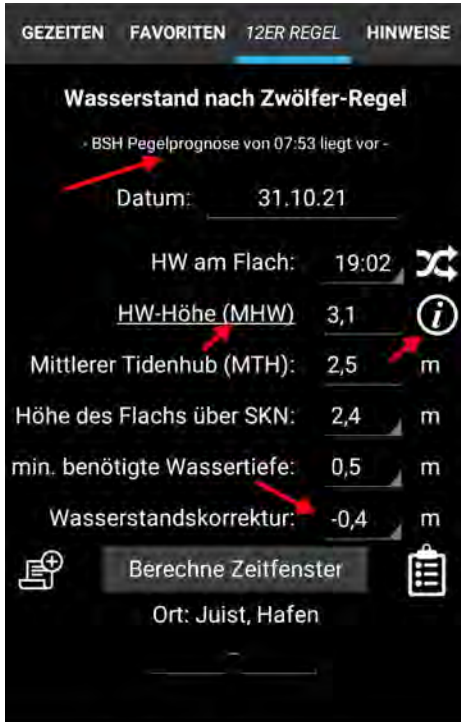 GEZEITEN FAVORITEN 12ER REGEL HINWEISE
Wasserstand nach Zwölfer-Regel
- BSH Pegelprognose von 07:53 liegt vor -
Datum: 31.10.21
HW am Flach: 19:02
HW-Höhe (MHW) 3,1 i
Mittlerer Tidenhub (MTH): 2,5 m
Höhe des Flachs über SKN: 2,4 m
min. benötigte Wassertiefe: 0,5 m
Wasserstandskorrektur: -0,4 m
Berechne Zeitfenster
Ort: Juist, Hafen
–